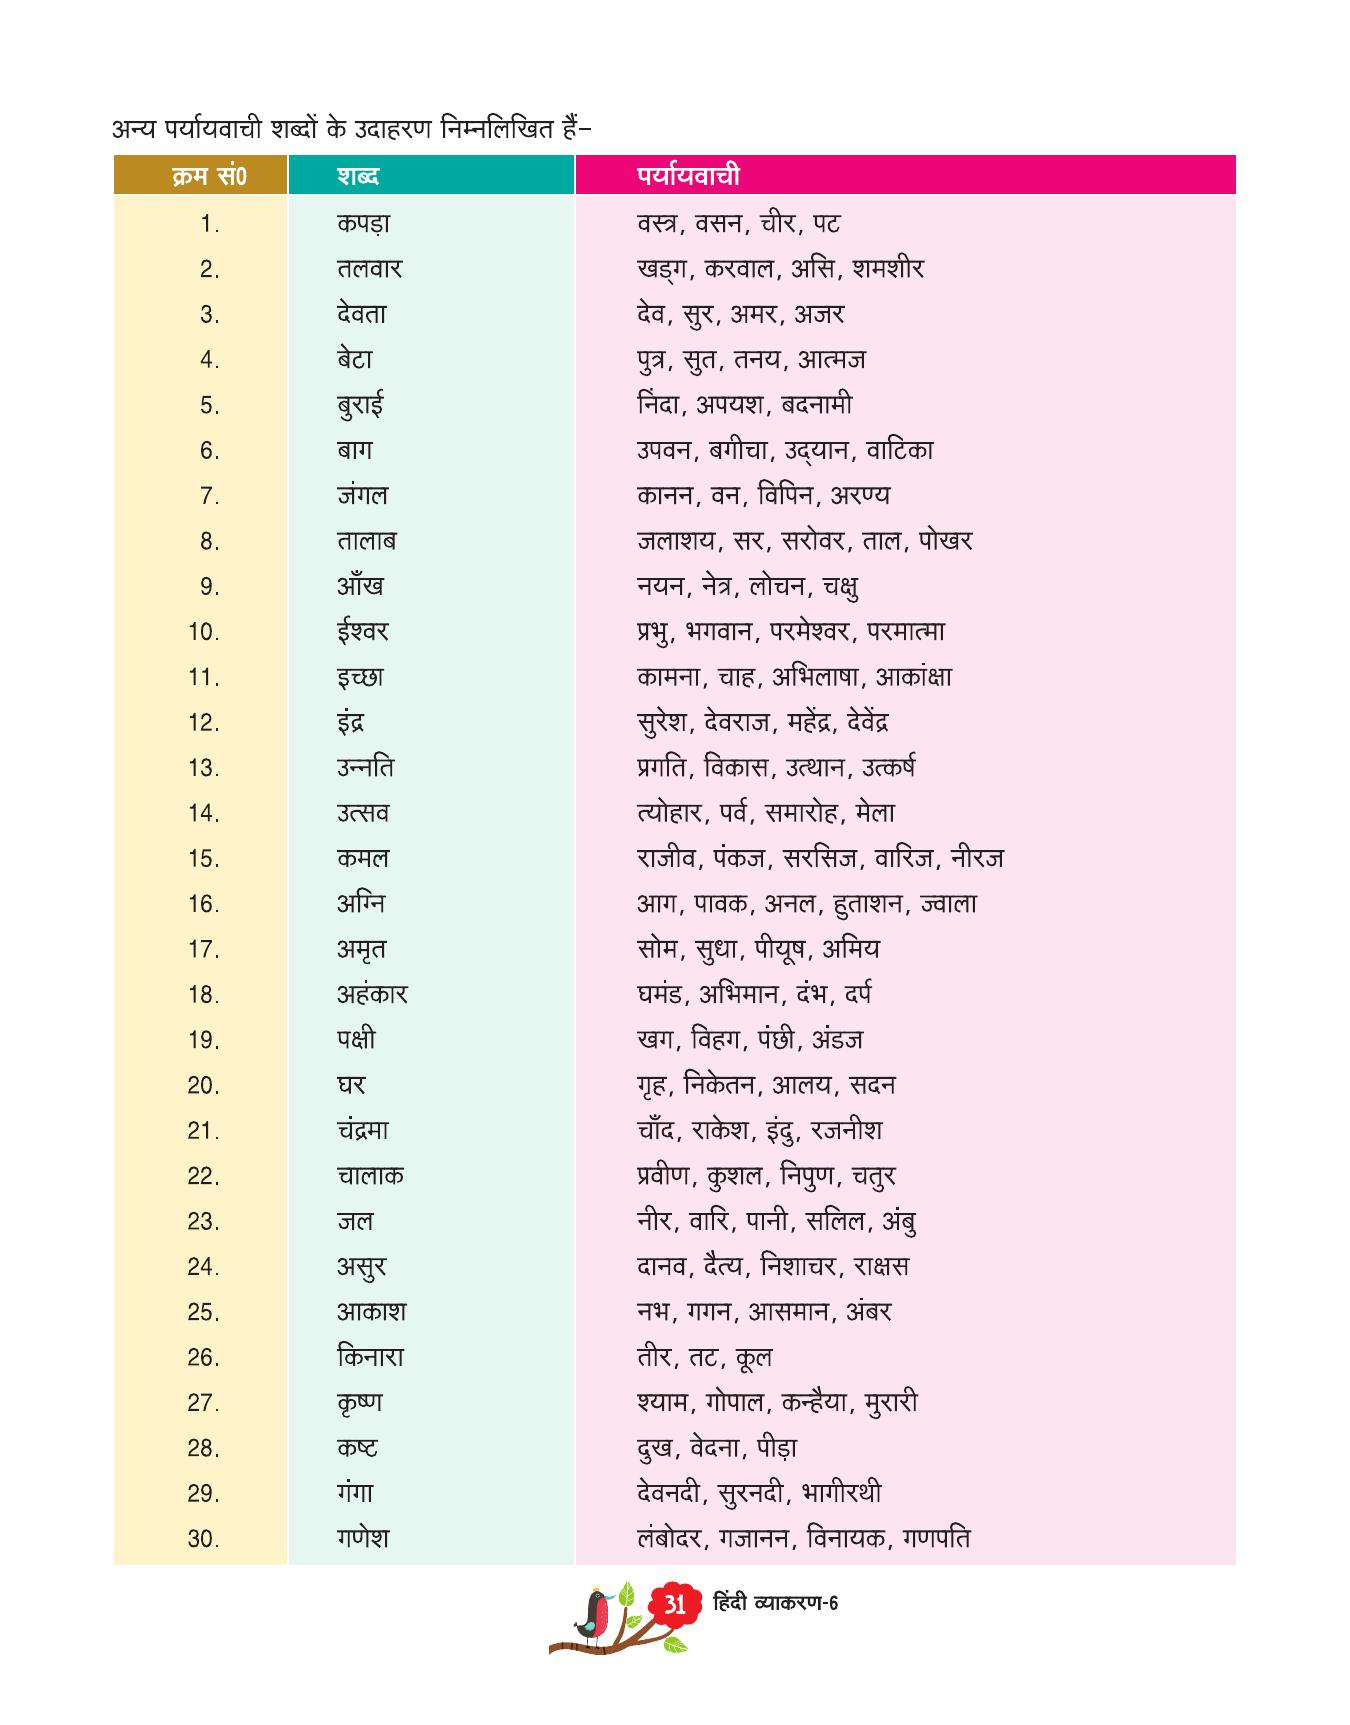 अन्य पर्यायवाची शब्दों के उदाहरण निम्नलिखित हैं–
क्रम सं0 शब्द पर्यायवाची
1. कपड़ा वस्त्र, वसन, चीर, पट
2. तलवार खड्ग, करवाल, असि, शमशीर
3. देवता देव, सुर, अमर, अजर
4. बेटा पुत्र, सुत, तनय, आत्मज
5. बुराई निंदा, अपयश, बदनामी
6. बाग उपवन, बगीचा, उद्‌यान, वाटिका
7. जंगल कानन, वन, विपिन, अरण्य
8. तालाब जलाशय, सर, सरोवर, ताल, पोखर
9. आँख नयन, नेत्र, लोचन, चक्षु
10. ईश्वर प्रभु, भगवान, परमेश्वर, परमात्मा
11. इच्छा कामना, चाह, अभिलाषा, आकांक्षा
12. इंद्र सुरेश, देवराज, महेंद्र, देवेंद्र
13. उन्नति प्रगति, विकास, उत्थान, उत्कर्ष
14. उत्सव त्योहार, पर्व, समारोह, मेला
15. कमल राजीव, पंकज, सरसिज, वारिज, नीरज
16. अग्नि आग, पावक, अनल, हुताशन, ज्वाला
17. अमृत सोम, सुधा, पीयूष, अमिय
18. अहंकार घमंड, अभिमान, दंभ, दर्प
19. पक्षी खग, विहग, पंछी, अंडज
20. घर गृह, निकेतन, आलय, सदन
21. चंद्रमा चाँद, राकेश, इंदु, रजनीश
22. चालाक प्रवीण, कुशल, निपुण, चतुर
23. जल नीर, वारि, पानी, सलिल, अंबु
24. असुर दानव, दैत्य, निशाचर, राक्षस
25. आकाश नभ, गगन, आसमान, अंबर
26. किनारा तीर, तट, कूल
27. कृष्ण श्याम, गोपाल, कन्हैया, मुरारी
28. कष्ट दुख, वेदना, पीड़ा
29. गंगा देवनदी, सुरनदी, भागीरथी
30. गणेश लंबोदर, गजानन, विनायक, गणपति
31 हिंदी व्याकरण-6